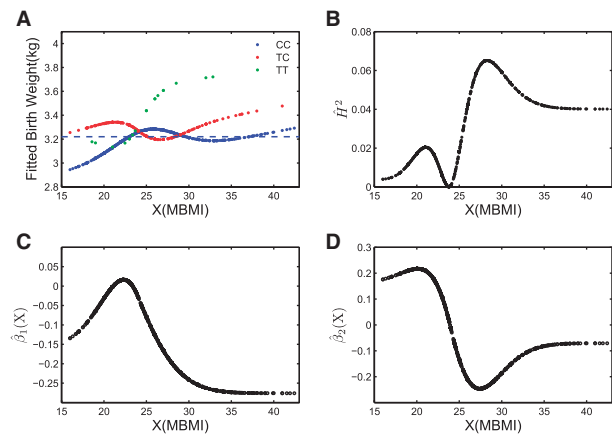 A
Fitted Birth Weight(kg)
4
3.8
3.6
3.4
3.2
3
2.8
15 20 25 30 35 40
X(MBMI)
CC
TC
TT
B
Ĥ²
0.08
0.06
0.04
0.02
0
15 20 25 30 35 40
X(MBMI)
C
β̂₁(X)
0.05
0
−0.05
−0.1
−0.15
−0.2
−0.25
15 20 25 30 35 40
X(MBMI)
D
β̂₂(X)
0.3
0.2
0.1
0
−0.1
−0.2
15 20 25 30 35 40
X(MBMI)